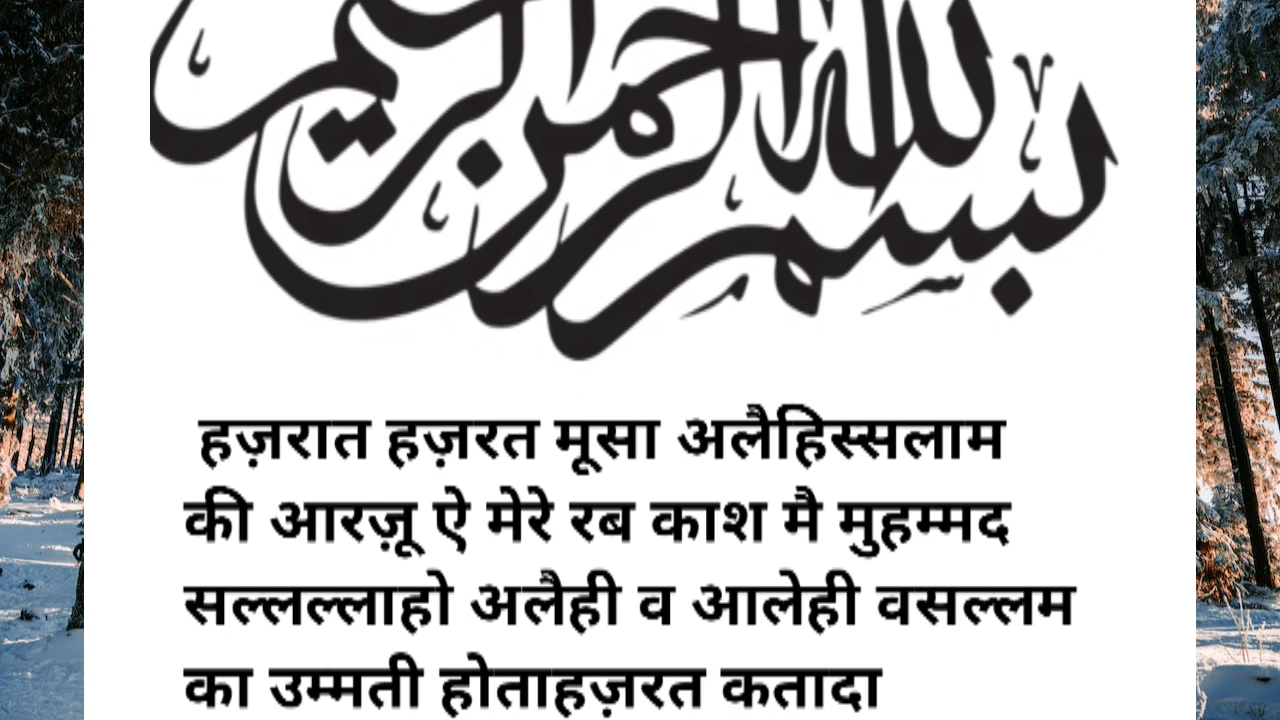 بسم الله الرحمن الرحيم
हज़रात हज़रत मूसा अलैहिस्सलाम
की आरज़ू ऐ मेरे रब काश मै मुहम्मद
सल्लल्लाहो अलैही व आलेही वसल्लम
का उम्मती होताहज़रत कतादा